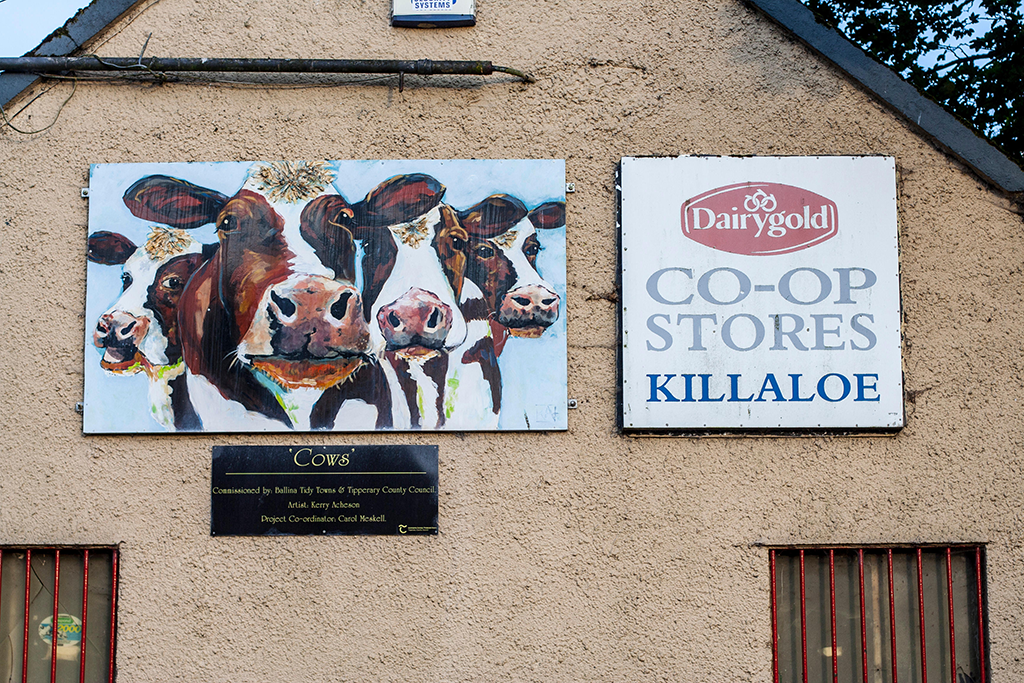 SYSTEMS
Dairygold
CO-OP
STORES
KILLALOE
'Cows'
Commissioned by: Ballina Tidy Towns & Tipperary County Council.
Artist: Kerry Acheson
Project Co-ordinator: Carol Meskell.